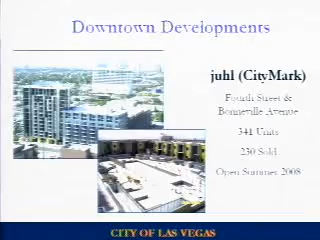 Downtown Developments
juhl (CityMark)
Fourth Street &
Bonneville Avenue
341 Units
230 Sold
Open Summer 2008
CITY OF LAS VEGAS